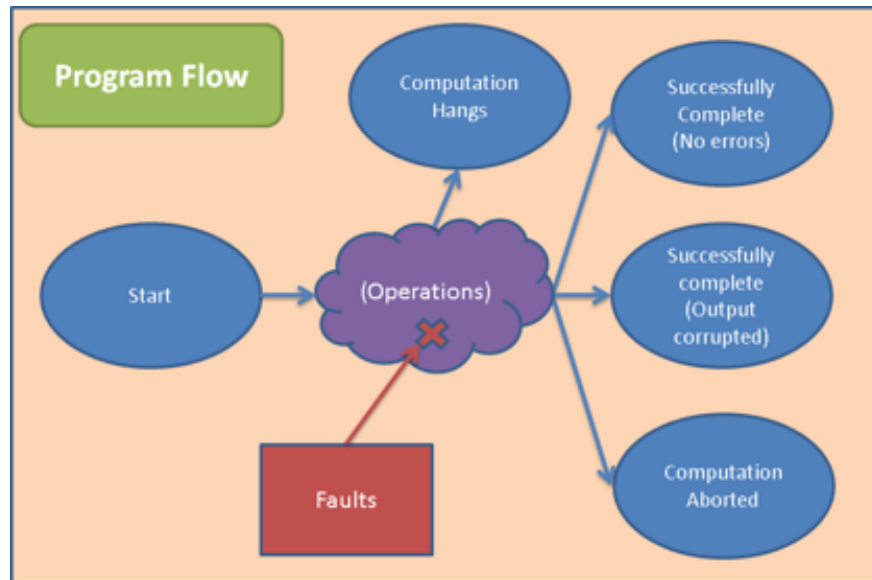 Program Flow
Computation
Hangs
Successfully
Complete
(No errors)
Start
(Operations)
Successfully
complete
(Output
corrupted)
Faults
Computation
Aborted